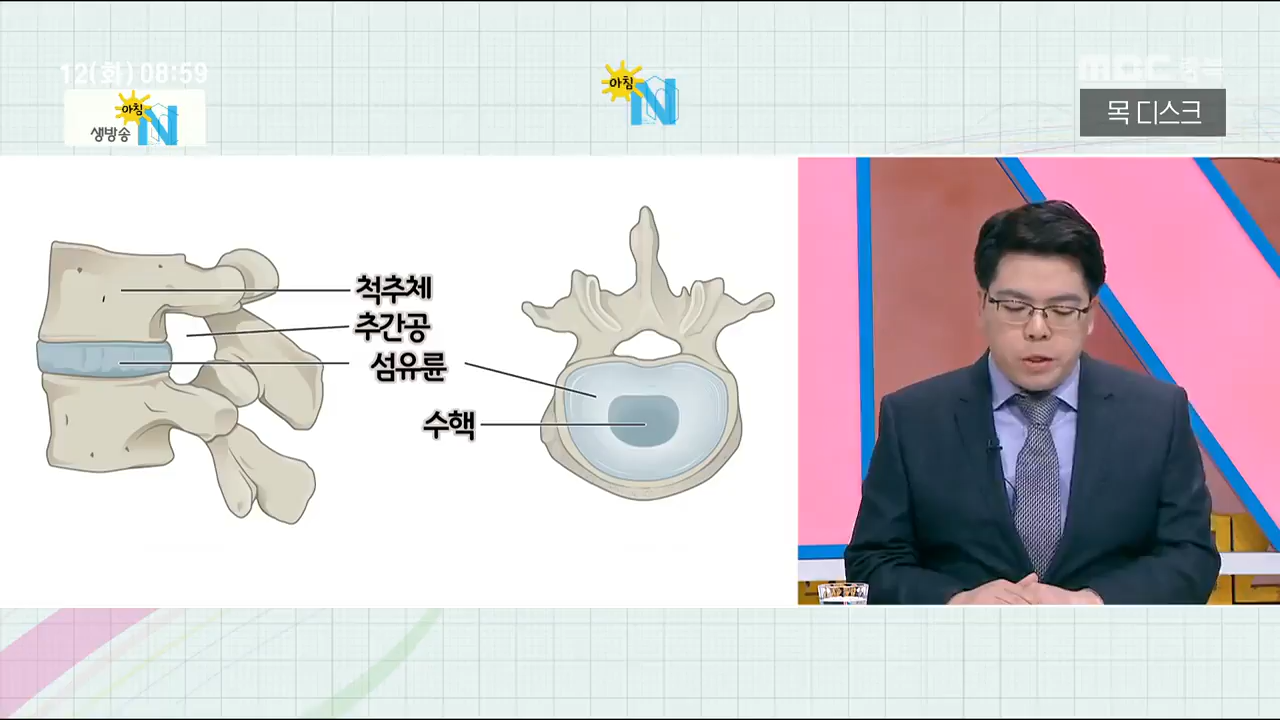 12(화) 08:59
아침
N
생방송
아침
N
MBC 충북
목 디스크
척추체
추간공
섬유륜
수핵